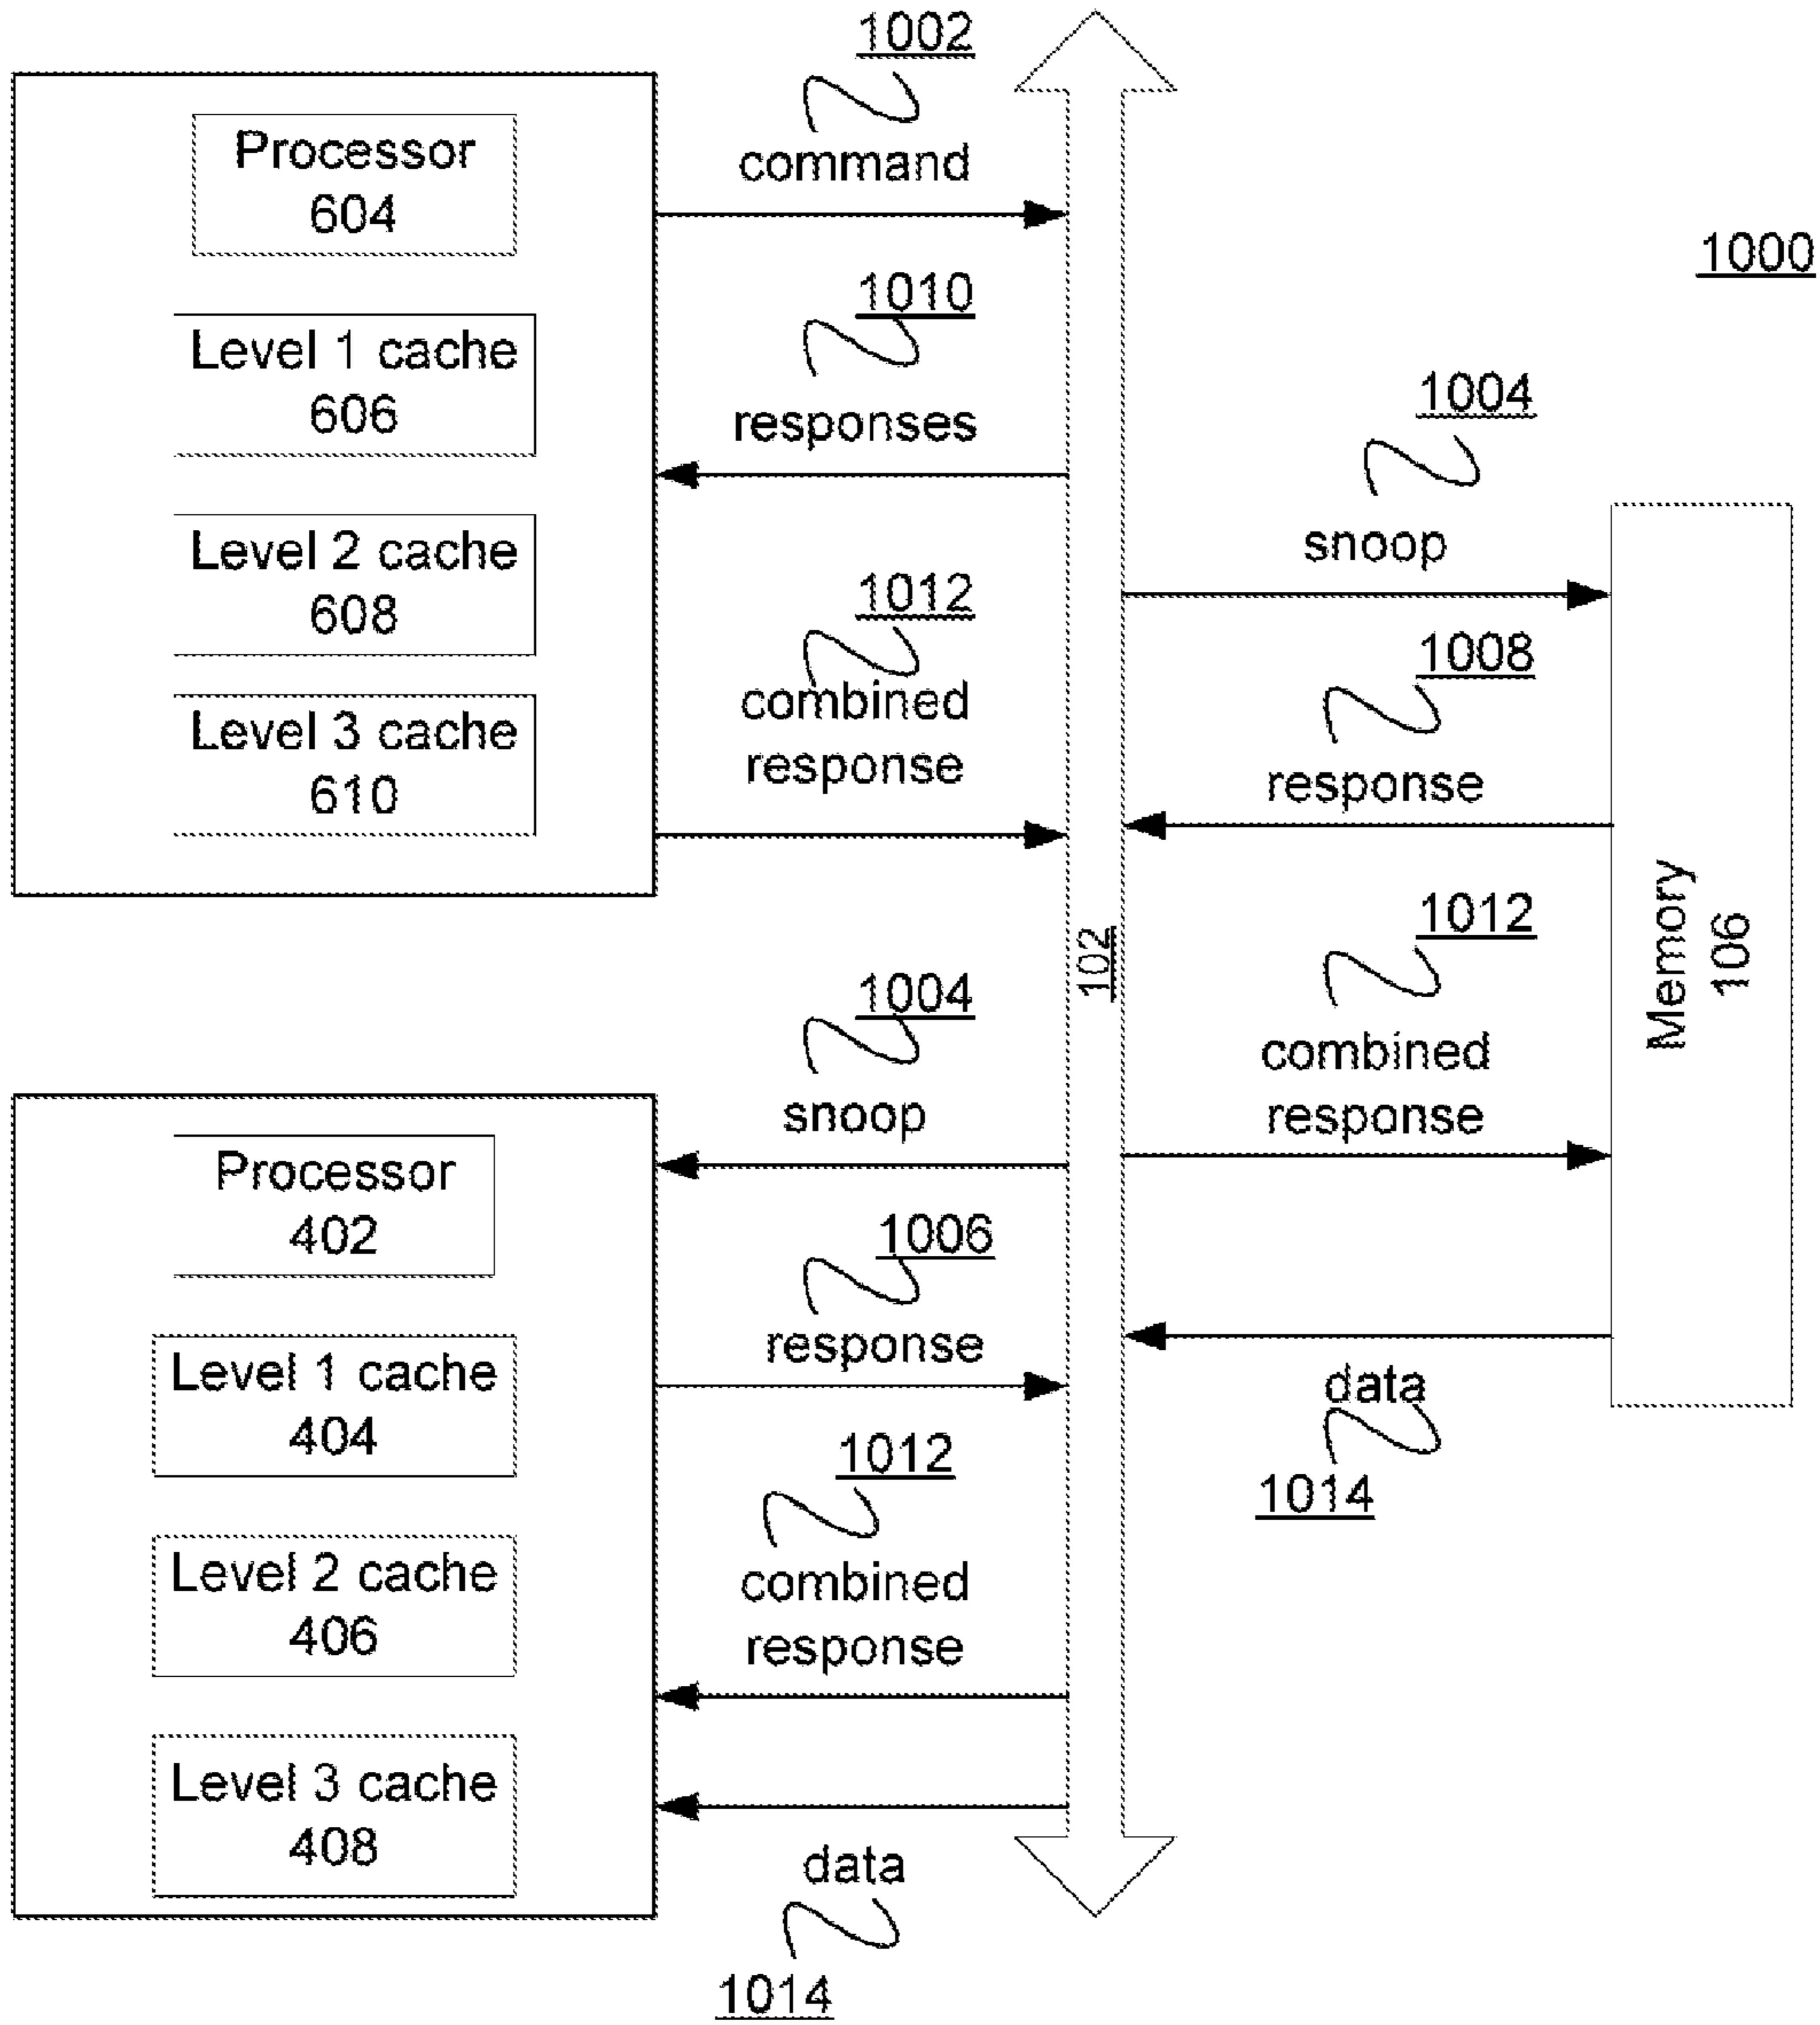 1002
command
Processor
604
1000
1010
responses
Level 1 cache
606
1004
snoop
Level 2 cache
608
1012
combined
response
1008
response
Level 3 cache
610
1012
combined
response
102
Memory
106
1004
snoop
Processor
402
1006
response
Level 1 cache
404
data
1014
1012
combined
response
Level 2 cache
406
Level 3 cache
408
data
1014